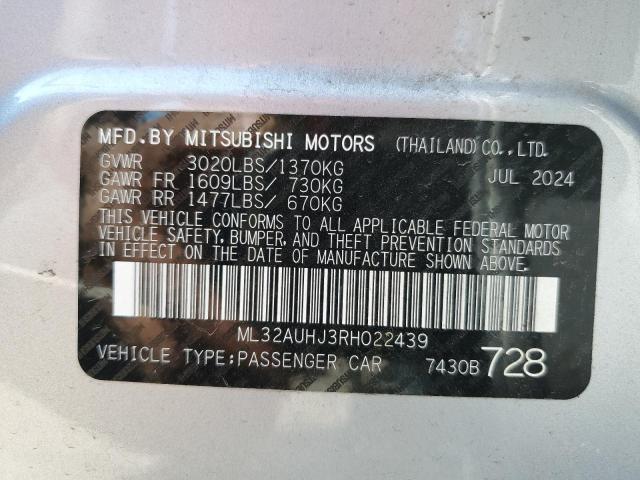 MFD.BY MITSUBISHI MOTORS (THAILAND)CO.,LTD.
GVWR 3020LBS/1370KG JUL 2024
GAWR FR 1609LBS/ 730KG
GAWR RR 1477LBS/ 670KG
THIS VEHICLE CONFORMS TO ALL APPLICABLE FEDERAL MOTOR
VEHICLE SAFETY, BUMPER, AND THEFT PREVENTION STANDARDS
IN EFFECT ON THE DATE OF MANUFACTURE SHOWN ABOVE.
ML32AUHJ3RH022439
VEHICLE TYPE:PASSENGER CAR 7430B 728